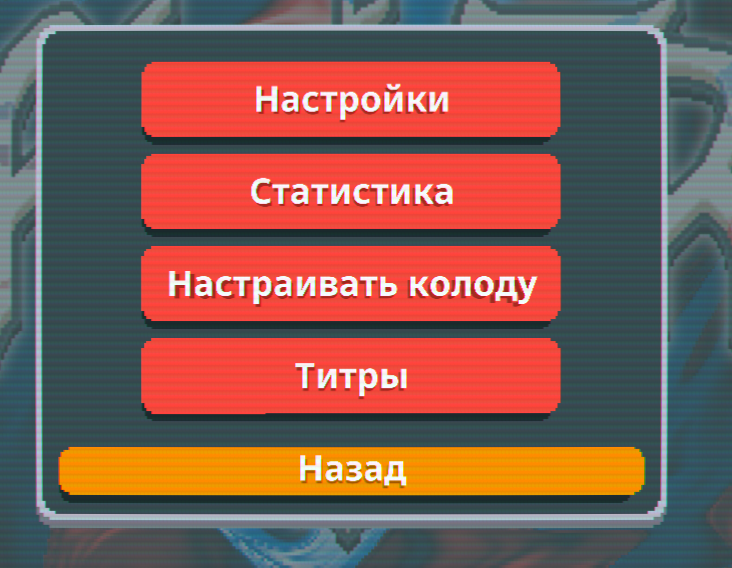 Настройки
Статистика
Настраивать колоду
Титры
Назад